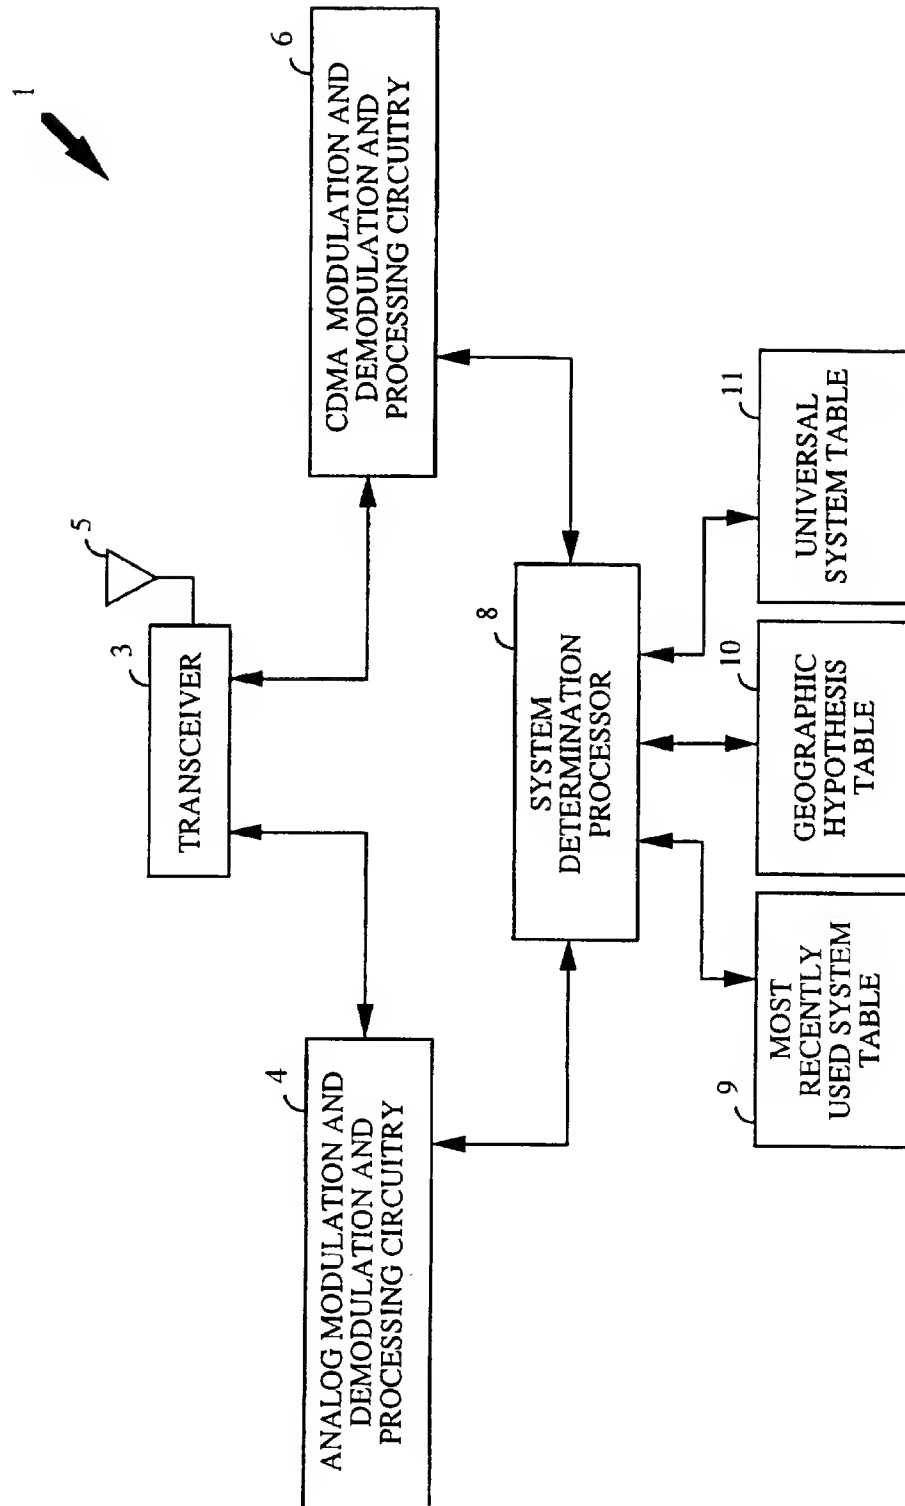 1
5
3
TRANSCEIVER
4
ANALOG MODULATION AND
DEMODULATION AND
PROCESSING CIRCUITRY
6
CDMA MODULATION AND
DEMODULATION AND
PROCESSING CIRCUITRY
8
SYSTEM
DETERMINATION
PROCESSOR
9
MOST
RECENTLY
USED SYSTEM
TABLE
10
GEOGRAPHIC
HYPOTHESIS
TABLE
11
UNIVERSAL
SYSTEM TABLE